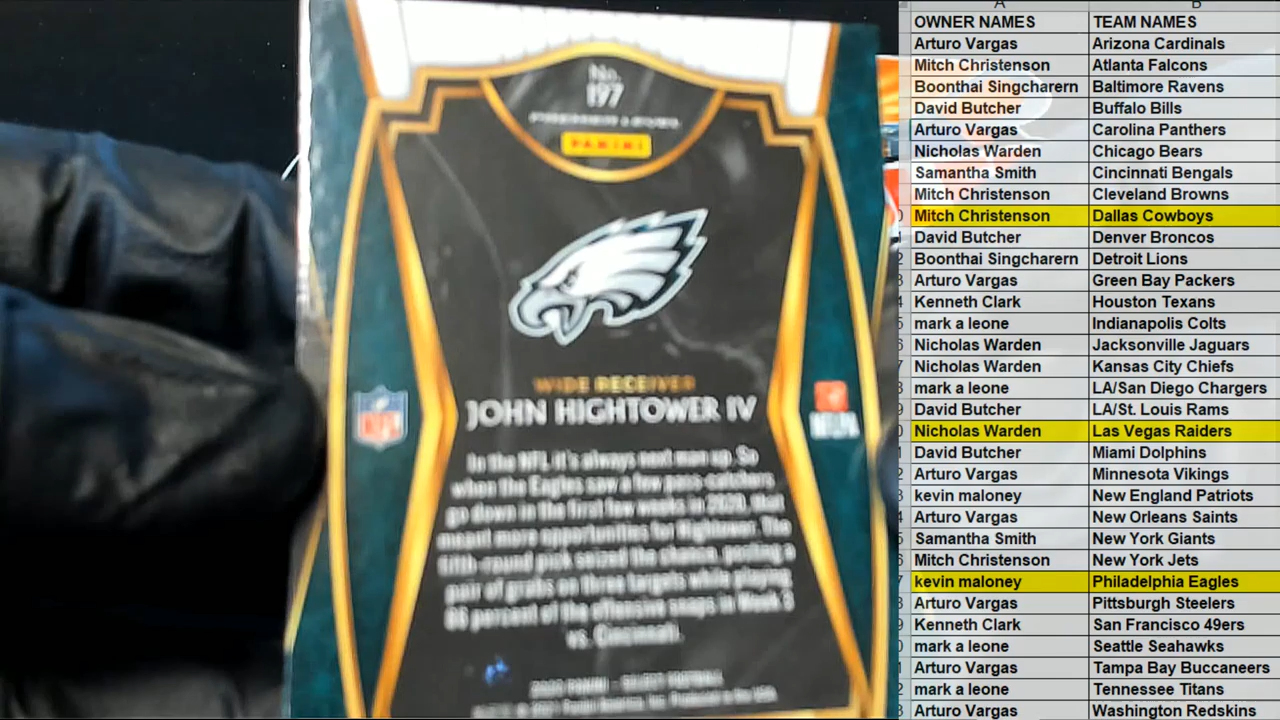 No.
197
PANINI
WIDE RECEIVER
JOHN HIGHTOWER IV
In the NFL, it's always next man up. So
when the Eagles saw a few pass-catchers
go down in the first few weeks in 2020, that
meant more opportunities for Hightower. The
fifth-round pick seized the chance, posting a
pair of grabs on three targets while playing
percent of the offensive snaps in Week 3
vs. Cincinnati.
NFL
OWNER NAMES TEAM NAMES
Arturo Vargas Arizona Cardinals
Mitch Christenson Atlanta Falcons
Boonthai Singcharern Baltimore Ravens
David Butcher Buffalo Bills
Arturo Vargas Carolina Panthers
Nicholas Warden Chicago Bears
Samantha Smith Cincinnati Bengals
Mitch Christenson Cleveland Browns
Mitch Christenson Dallas Cowboys
David Butcher Denver Broncos
Boonthai Singcharern Detroit Lions
Arturo Vargas Green Bay Packers
Kenneth Clark Houston Texans
mark a leone Indianapolis Colts
Nicholas Warden Jacksonville Jaguars
Nicholas Warden Kansas City Chiefs
mark a leone LA/San Diego Chargers
David Butcher LA/St. Louis Rams
Nicholas Warden Las Vegas Raiders
David Butcher Miami Dolphins
Arturo Vargas Minnesota Vikings
kevin maloney New England Patriots
Arturo Vargas New Orleans Saints
Samantha Smith New York Giants
Mitch Christenson New York Jets
kevin maloney Philadelphia Eagles
Arturo Vargas Pittsburgh Steelers
Kenneth Clark San Francisco 49ers
mark a leone Seattle Seahawks
Arturo Vargas Tampa Bay Buccaneers
mark a leone Tennessee Titans
Arturo Vargas Washington Redskins